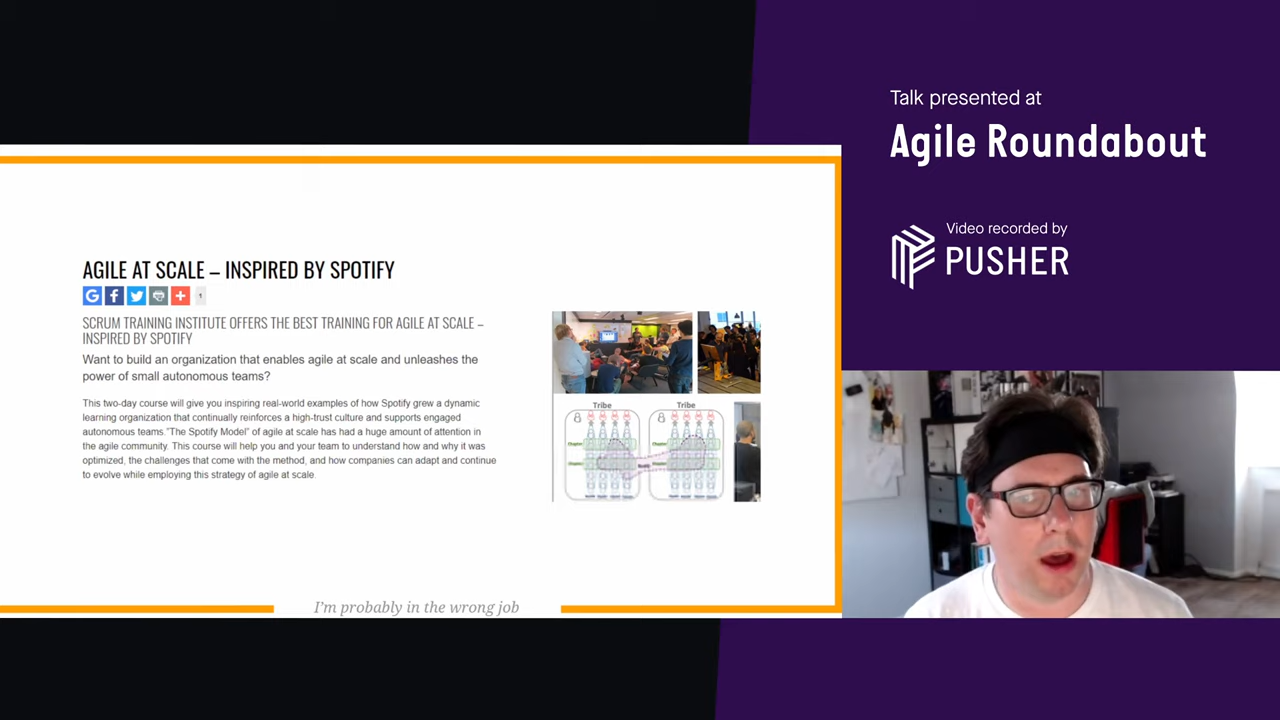 Talk presented at
Agile Roundabout
Video recorded by
PUSHER
AGILE AT SCALE – INSPIRED BY SPOTIFY
1
SCRUM TRAINING INSTITUTE OFFERS THE BEST TRAINING FOR AGILE AT SCALE –
INSPIRED BY SPOTIFY
Want to build an organization that enables agile at scale and unleashes the
power of small autonomous teams?
This two-day course will give you inspiring real-world examples of how Spotify grew a dynamic
learning organization that continually reinforces a high-trust culture and supports engaged
autonomous teams. "The Spotify Model" of agile at scale has had a huge amount of attention in
the agile community. This course will help you and your team to understand how and why it was
optimized, the challenges that come with the method, and how companies can adapt and continue
to evolve while employing this strategy of agile at scale.
Tribe
Tribe
Chapter
Chapter
I'm probably in the wrong job